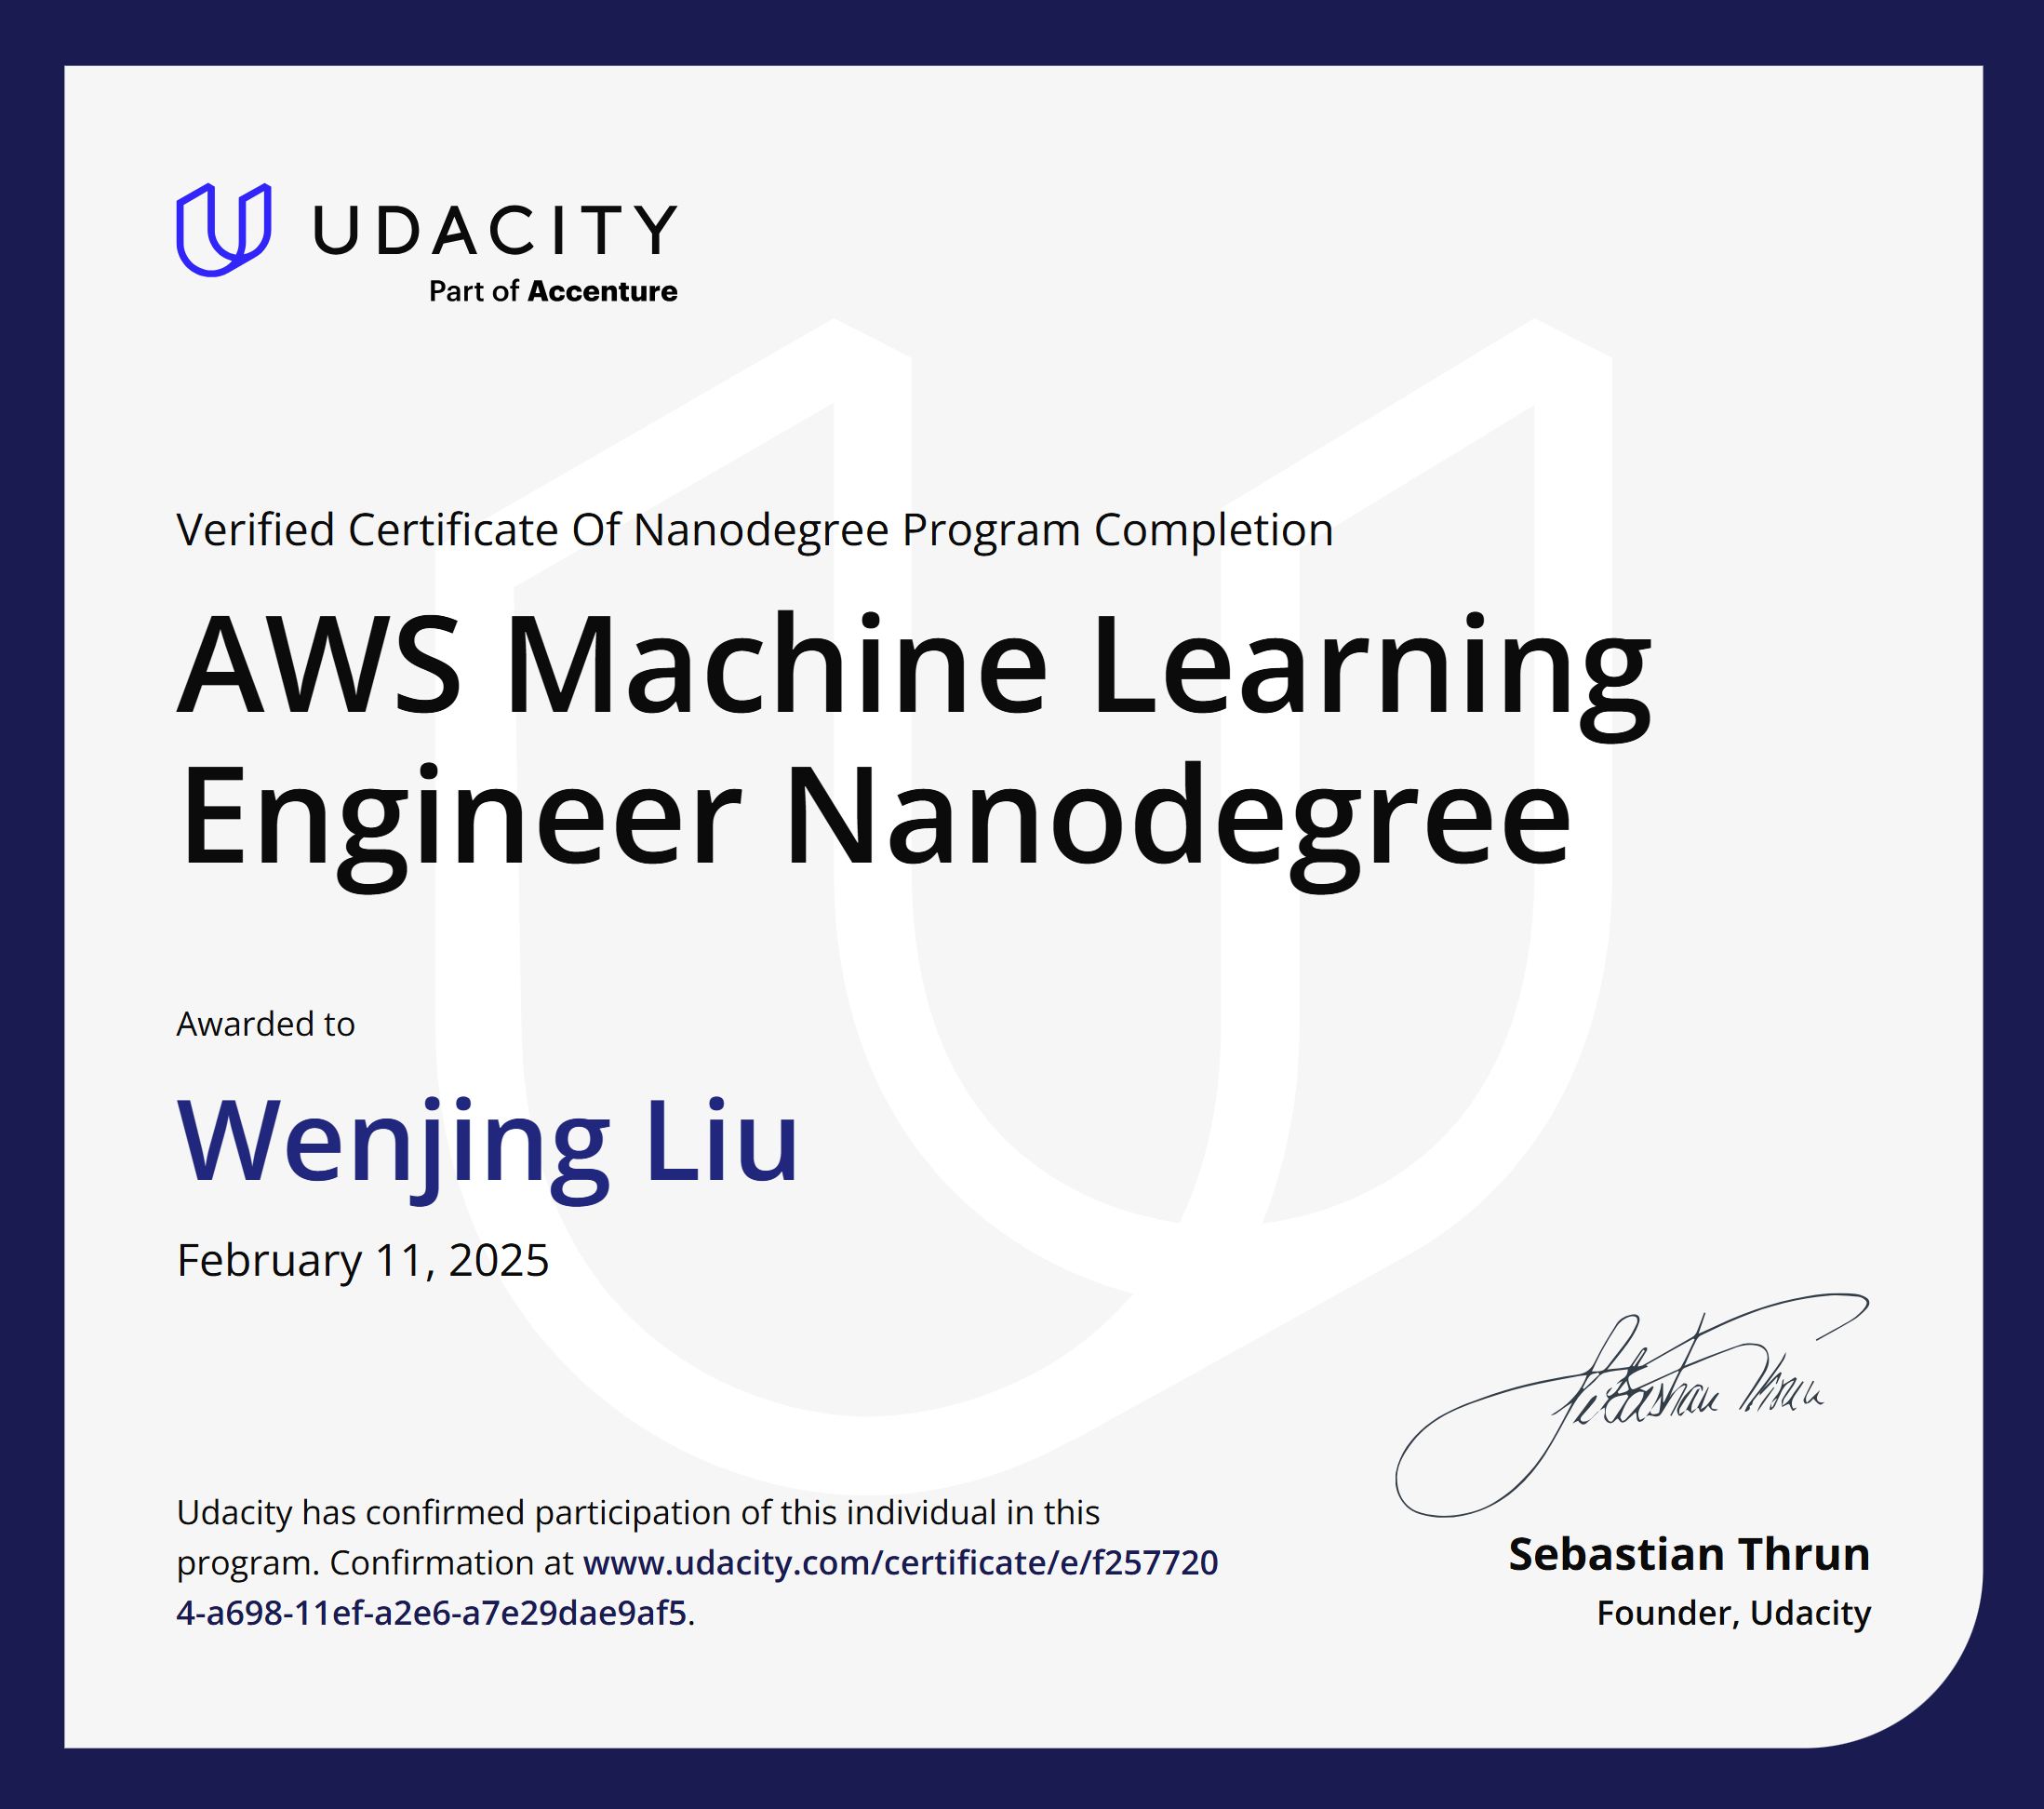 UDACITY
Part of Accenture
Verified Certificate Of Nanodegree Program Completion
AWS Machine Learning
Engineer Nanodegree
Awarded to
Wenjing Liu
February 11, 2025
Sebastian Thrun
Udacity has confirmed participation of this individual in this
program. Confirmation at www.udacity.com/certificate/e/f257720
4-a698-11ef-a2e6-a7e29dae9af5.
Sebastian Thrun
Founder, Udacity